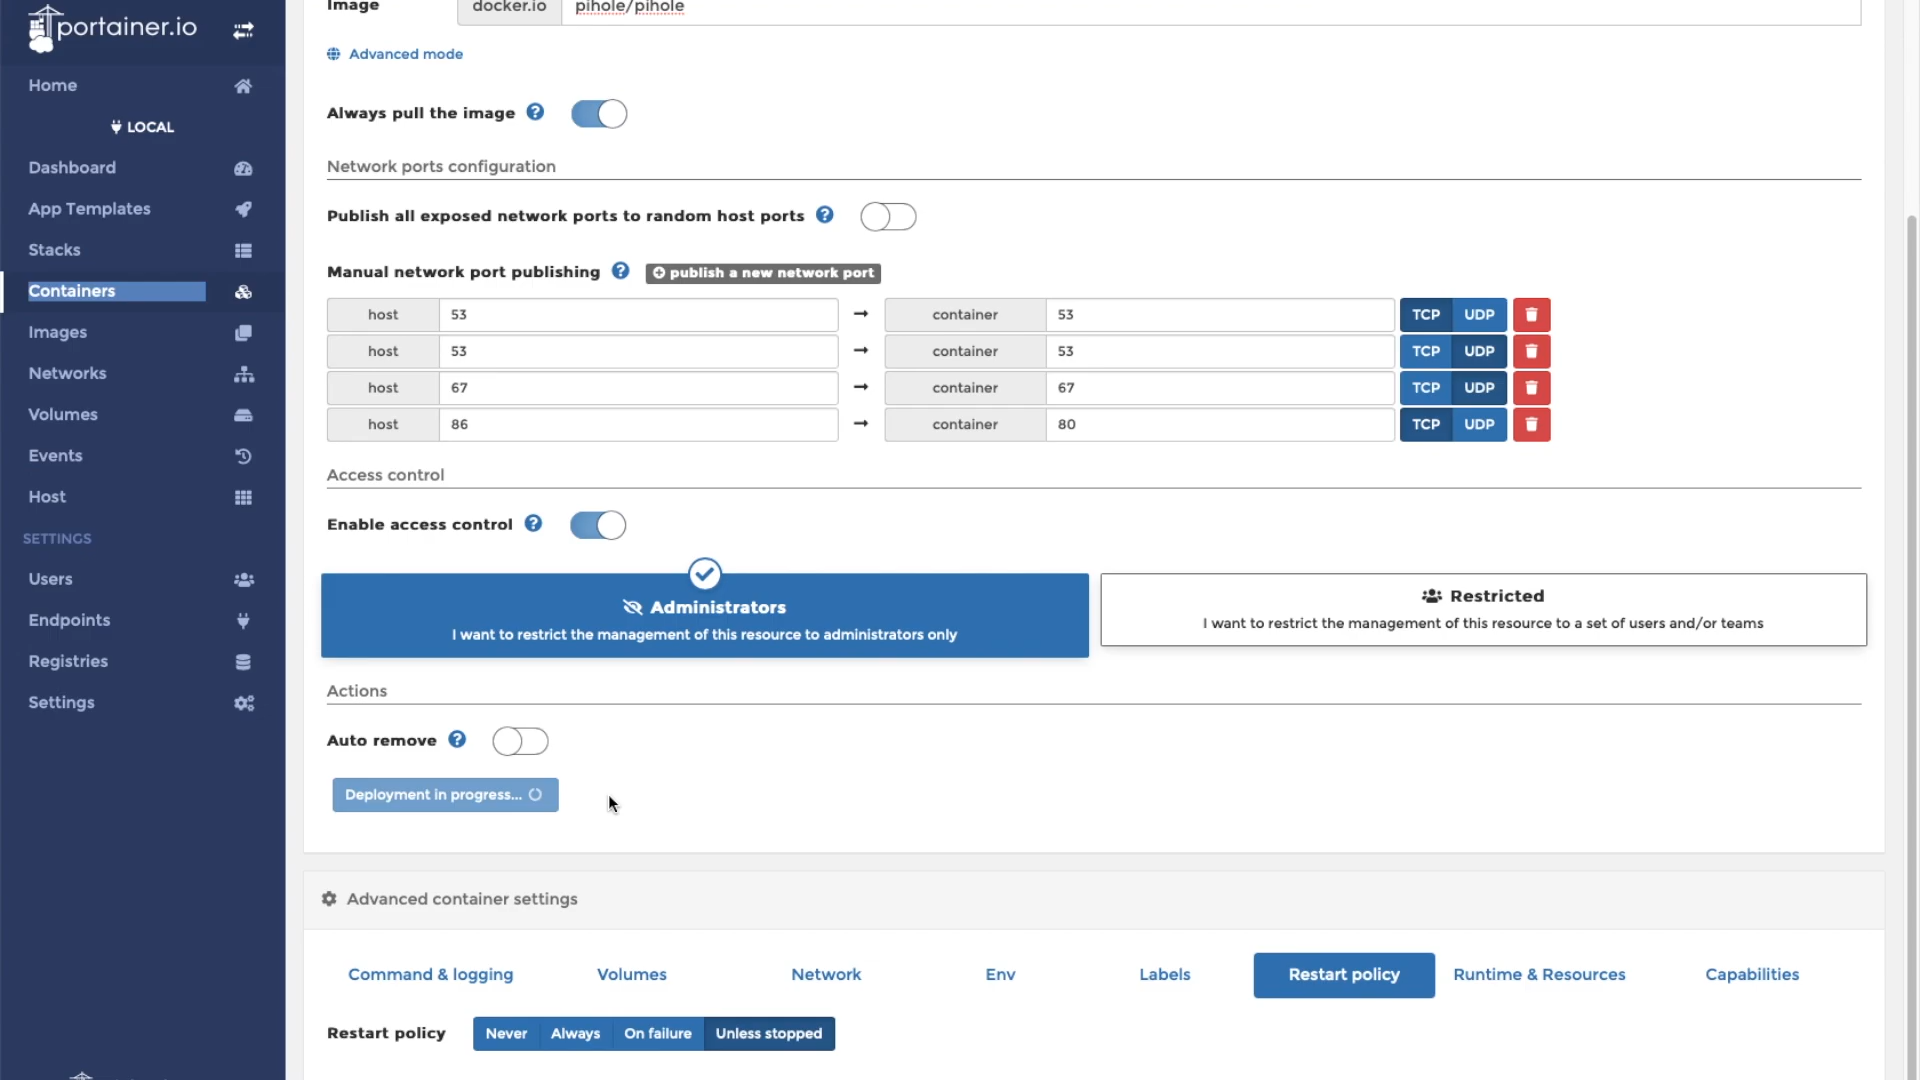 portainer.io
Home
LOCAL
Dashboard
App Templates
Stacks
Containers
Images
Networks
Volumes
Events
Host
SETTINGS
Users
Endpoints
Registries
Settings
Image docker.io pihole/pihole
Advanced mode
Always pull the image
Network ports configuration
Publish all exposed network ports to random host ports
Manual network port publishing publish a new network port
host 53 → container 53 TCP UDP
host 53 → container 53 TCP UDP
host 67 → container 67 TCP UDP
host 86 → container 80 TCP UDP
Access control
Enable access control
Administrators
I want to restrict the management of this resource to administrators only
Restricted
I want to restrict the management of this resource to a set of users and/or teams
Actions
Auto remove
Deployment in progress...
Advanced container settings
Command & logging Volumes Network Env Labels Restart policy Runtime & Resources Capabilities
Restart policy Never Always On failure Unless stopped